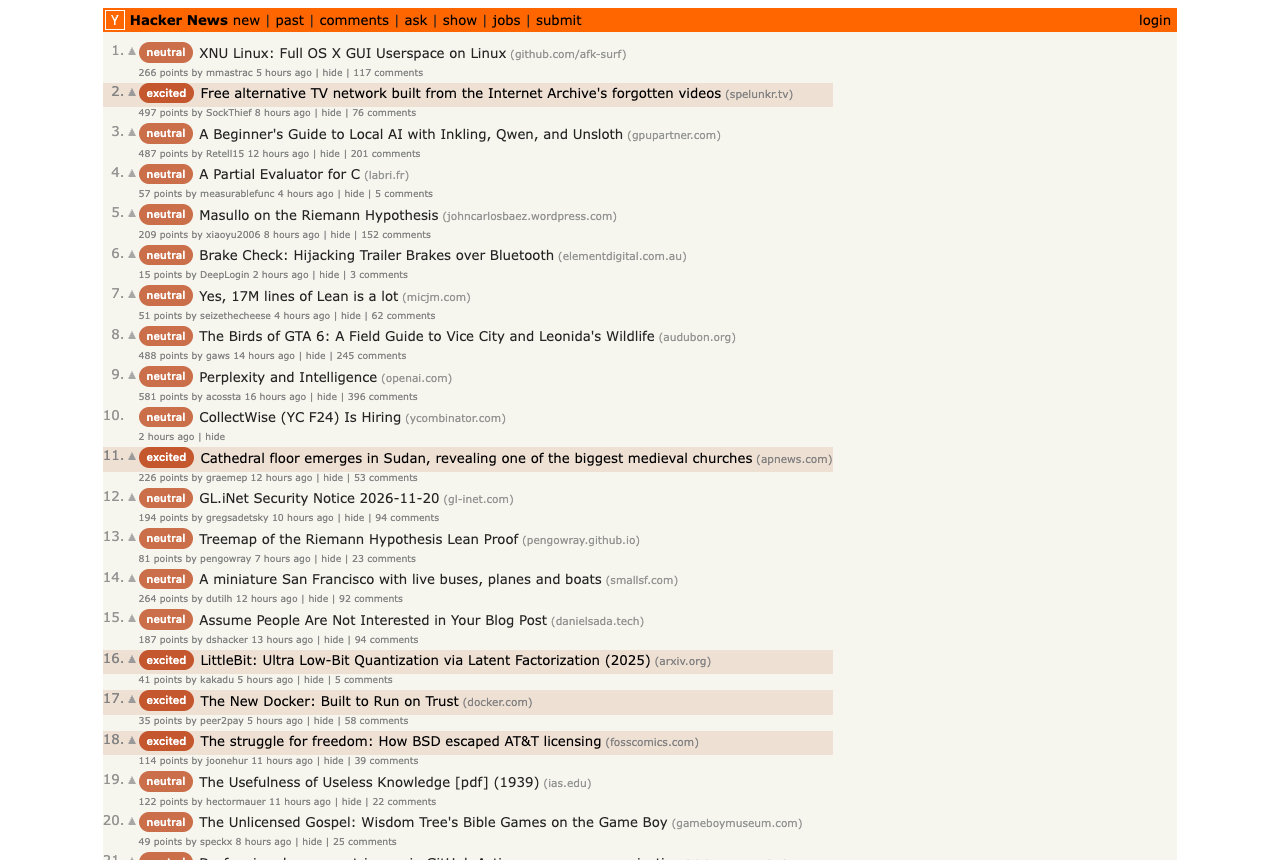 Y Hacker News new | past | comments | ask | show | jobs | submit login
1. ▲ neutral XNU Linux: Full OS X GUI Userspace on Linux (github.com/afk-surf)
266 points by mmastrac 5 hours ago | hide | 117 comments
2. ▲ excited Free alternative TV network built from the Internet Archive's forgotten videos (spelunkr.tv)
497 points by SockThief 8 hours ago | hide | 76 comments
3. ▲ neutral A Beginner's Guide to Local AI with Inkling, Qwen, and Unsloth (gpupartner.com)
487 points by Retell15 12 hours ago | hide | 201 comments
4. ▲ neutral A Partial Evaluator for C (labri.fr)
57 points by measurablefunc 4 hours ago | hide | 5 comments
5. ▲ neutral Masullo on the Riemann Hypothesis (johncarlosbaez.wordpress.com)
209 points by xiaoyu2006 8 hours ago | hide | 152 comments
6. ▲ neutral Brake Check: Hijacking Trailer Brakes over Bluetooth (elementdigital.com.au)
15 points by DeepLogin 2 hours ago | hide | 3 comments
7. ▲ neutral Yes, 17M lines of Lean is a lot (micjm.com)
51 points by seizethecheese 4 hours ago | hide | 62 comments
8. ▲ neutral The Birds of GTA 6: A Field Guide to Vice City and Leonida's Wildlife (audubon.org)
488 points by gaws 14 hours ago | hide | 245 comments
9. ▲ neutral Perplexity and Intelligence (openai.com)
581 points by acossta 16 hours ago | hide | 396 comments
10. neutral CollectWise (YC F24) Is Hiring (ycombinator.com)
2 hours ago | hide
11. ▲ excited Cathedral floor emerges in Sudan, revealing one of the biggest medieval churches (apnews.com)
226 points by graemep 12 hours ago | hide | 53 comments
12. ▲ neutral GL.iNet Security Notice 2026-11-20 (gl-inet.com)
194 points by gregsadetsky 10 hours ago | hide | 94 comments
13. ▲ neutral Treemap of the Riemann Hypothesis Lean Proof (pengowray.github.io)
81 points by pengowray 7 hours ago | hide | 23 comments
14. ▲ neutral A miniature San Francisco with live buses, planes and boats (smallsf.com)
264 points by dutilh 12 hours ago | hide | 92 comments
15. ▲ neutral Assume People Are Not Interested in Your Blog Post (danielsada.tech)
187 points by dshacker 13 hours ago | hide | 94 comments
16. ▲ excited LittleBit: Ultra Low-Bit Quantization via Latent Factorization (2025) (arxiv.org)
41 points by kakadu 5 hours ago | hide | 5 comments
17. ▲ excited The New Docker: Built to Run on Trust (docker.com)
35 points by peer2pay 5 hours ago | hide | 58 comments
18. ▲ excited The struggle for freedom: How BSD escaped AT&T licensing (fosscomics.com)
114 points by joonehur 11 hours ago | hide | 39 comments
19. ▲ neutral The Usefulness of Useless Knowledge [pdf] (1939) (ias.edu)
122 points by hectormauer 11 hours ago | hide | 22 comments
20. ▲ neutral The Unlicensed Gospel: Wisdom Tree's Bible Games on the Game Boy (gameboymuseum.com)
49 points by speckx 8 hours ago | hide | 25 comments